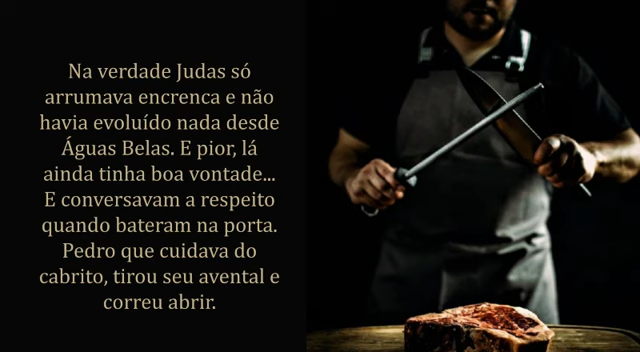 Na verdade Judas só
arrumava encrenca e não
havia evoluído nada desde
Águas Belas. E pior, lá
ainda tinha boa vontade...
E conversavam a respeito
quando bateram na porta.
Pedro que cuidava do
cabrito, tirou seu avental e
correu abrir.